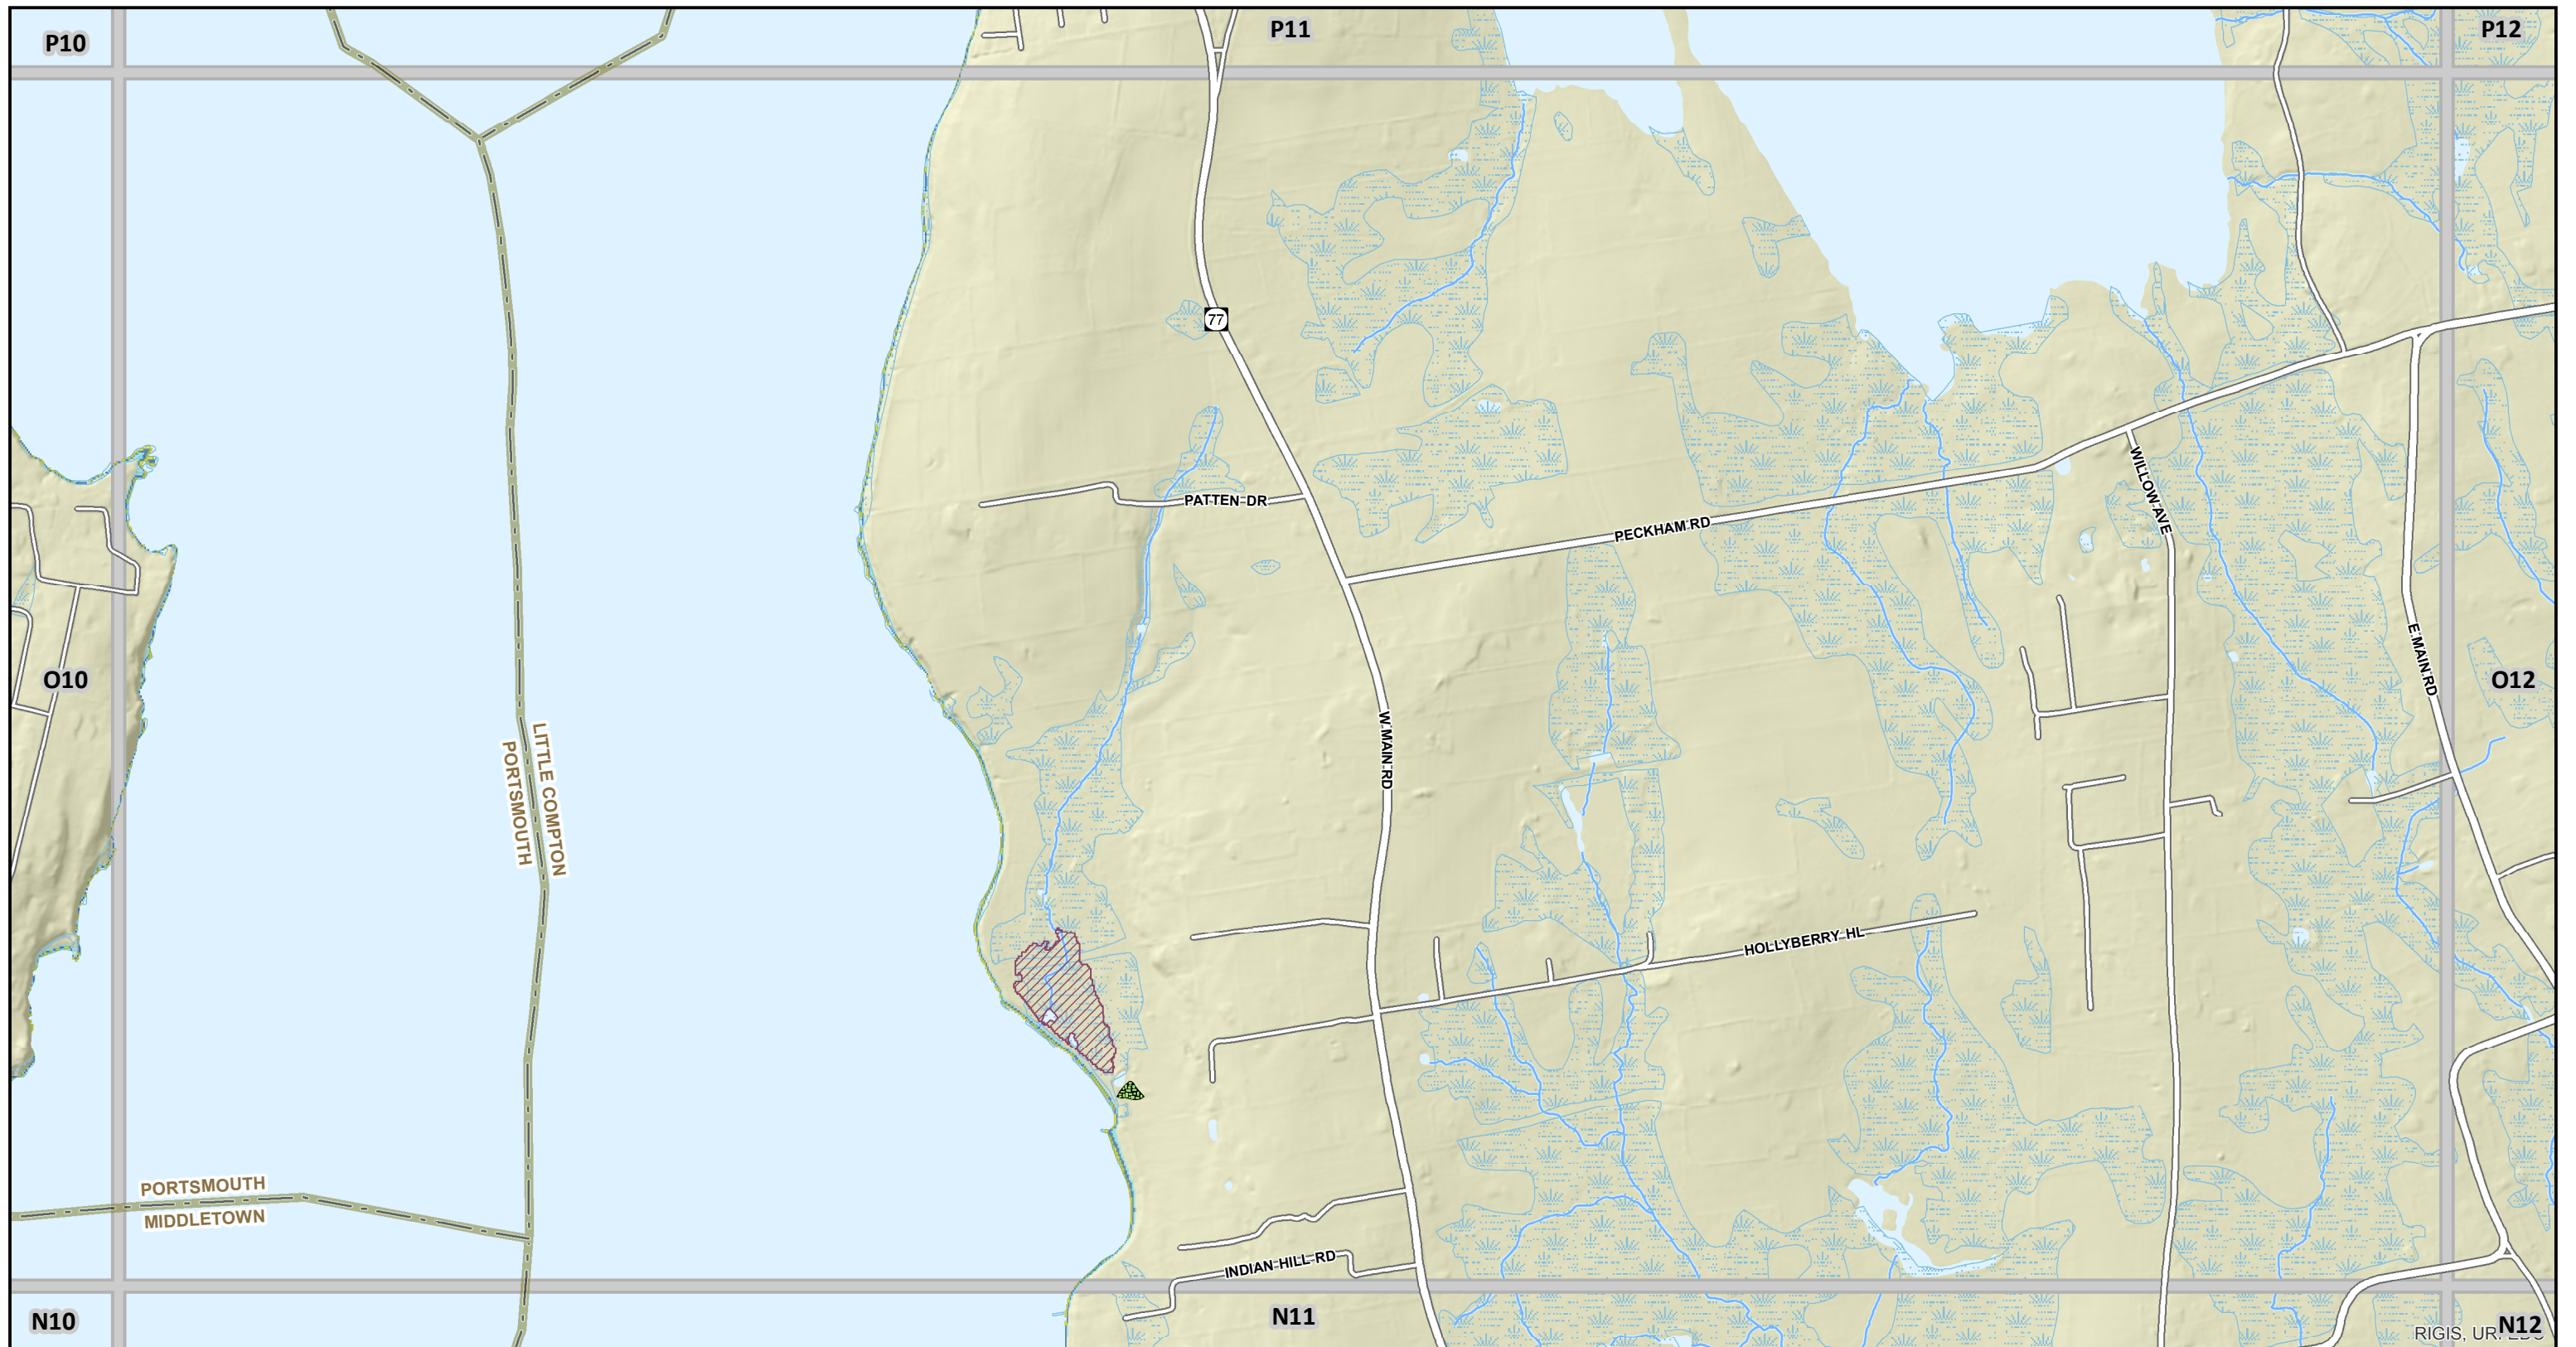 P10
P11
P12
77
PATTEN DR
PECKHAM RD
WILLOW AVE
E MAIN RD
O10
O12
LITTLE COMPTON
PORTSMOUTH
W MAIN RD
HOLLYBERRY HL
PORTSMOUTH
MIDDLETOWN
INDIAN HILL RD
N10
N11
N12
RIGIS,